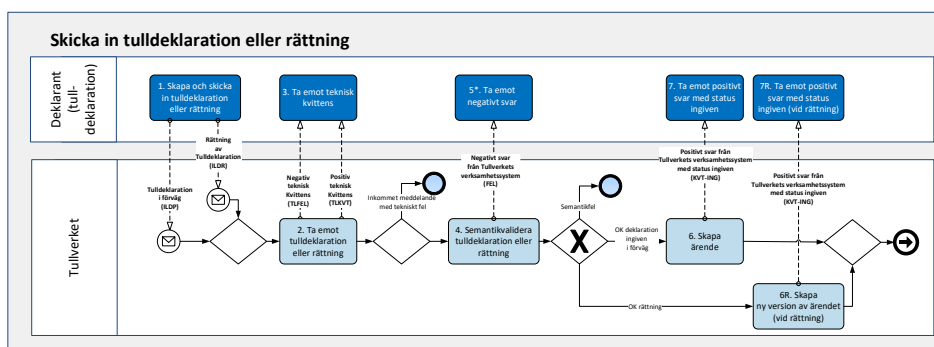 Skicka in tulldeklaration eller rättning
Deklarant
(tull-
deklaration)
1. Skapa och skicka
in tulldeklaration
eller rättning
3. Ta emot teknisk
kvittens
5*. Ta emot
negativt svar
7. Ta emot positivt
svar med status
ingiven
7R. Ta emot positivt
svar med status
ingiven (vid rättning)
Rättning
av
Tulldeklaration
(ILDR)
Tulldeklaration
i förväg
(ILDP)
Negativ
teknisk
Kvittens
(TLFEL)
Positiv
teknisk
Kvittens
(TLKVT)
Negativt svar
från Tullverkets
verksamhetssystem
(FEL)
Positivt svar från
Tullverkets verksamhetssystem
med status ingiven
(KVT-ING)
Positivt svar från
Tullverkets verksamhetssystem
med status ingiven
(KVT-ING)
Tullverket
Inkommet meddelande
med tekniskt fel
Semantikfel
2. Ta emot
tulldeklaration
eller rättning
4. Semantikvalidera
tulldeklaration eller
rättning
X
OK deklaration
ingiven
i förväg
6. Skapa
ärende
OK rättning
6R. Skapa
ny version av ärendet
(vid rättning)